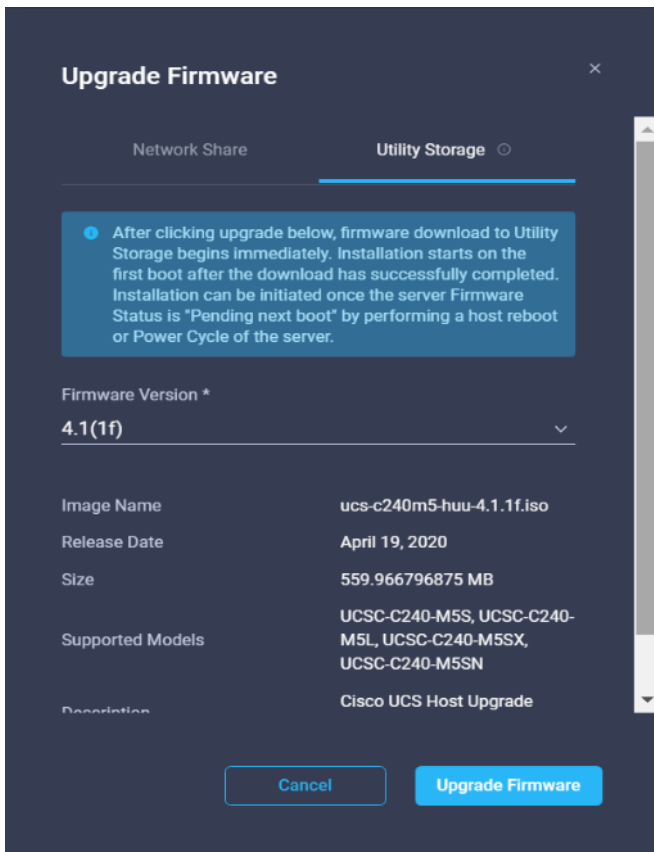 Upgrade Firmware
×
Network Share
Utility Storage
After clicking upgrade below, firmware download to Utility
Storage begins immediately. Installation starts on the
first boot after the download has successfully completed.
Installation can be initiated once the server Firmware
Status is "Pending next boot" by performing a host reboot
or Power Cycle of the server.
Firmware Version *
4.1(1f)
Image Name
ucs-c240m5-huu-4.1.1f.iso
Release Date
April 19, 2020
Size
559.966796875 MB
Supported Models
UCSC-C240-M5S, UCSC-C240-
M5L, UCSC-C240-M5SX,
UCSC-C240-M5SN
Description
Cisco UCS Host Upgrade
Cancel
Upgrade Firmware